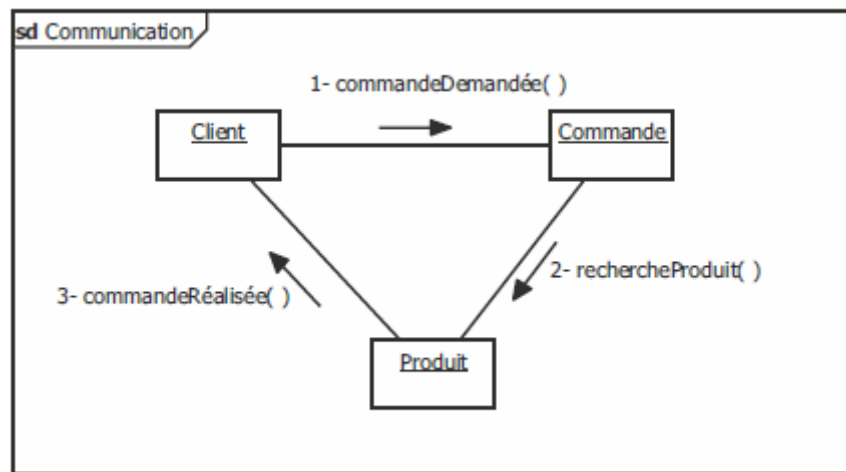 sd Communication
1- commandeDemandée( )
Client
Commande
2- rechercheProduit( )
3- commandeRéalisée( )
Produit